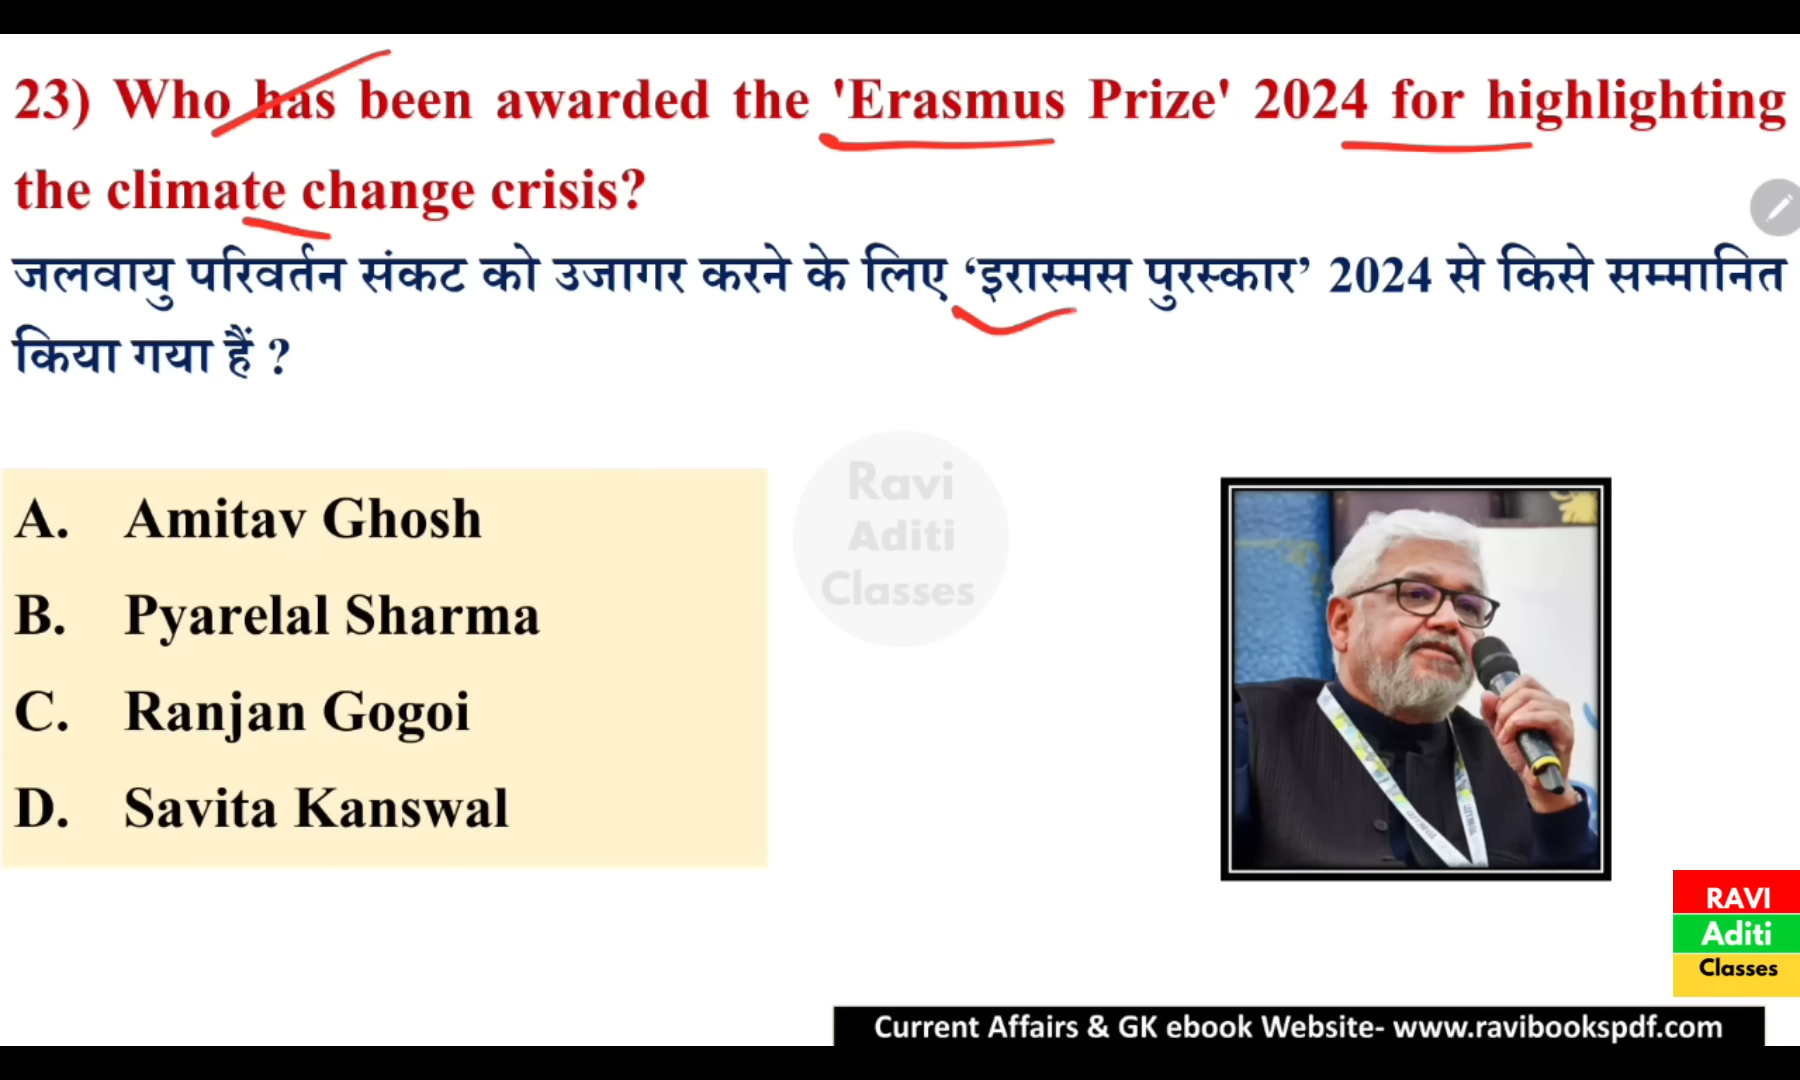 23) Who has been awarded the 'Erasmus Prize' 2024 for highlighting
the climate change crisis?
जलवायु परिवर्तन संकट को उजागर करने के लिए ‘इरास्मस पुरस्कार’ 2024 से किसे सम्मानित
किया गया हैं ?
A. Amitav Ghosh
B. Pyarelal Sharma
C. Ranjan Gogoi
D. Savita Kanswal
Ravi
Aditi
Classes
RAVI
Aditi
Classes
Current Affairs & GK ebook Website- www.ravibookspdf.com